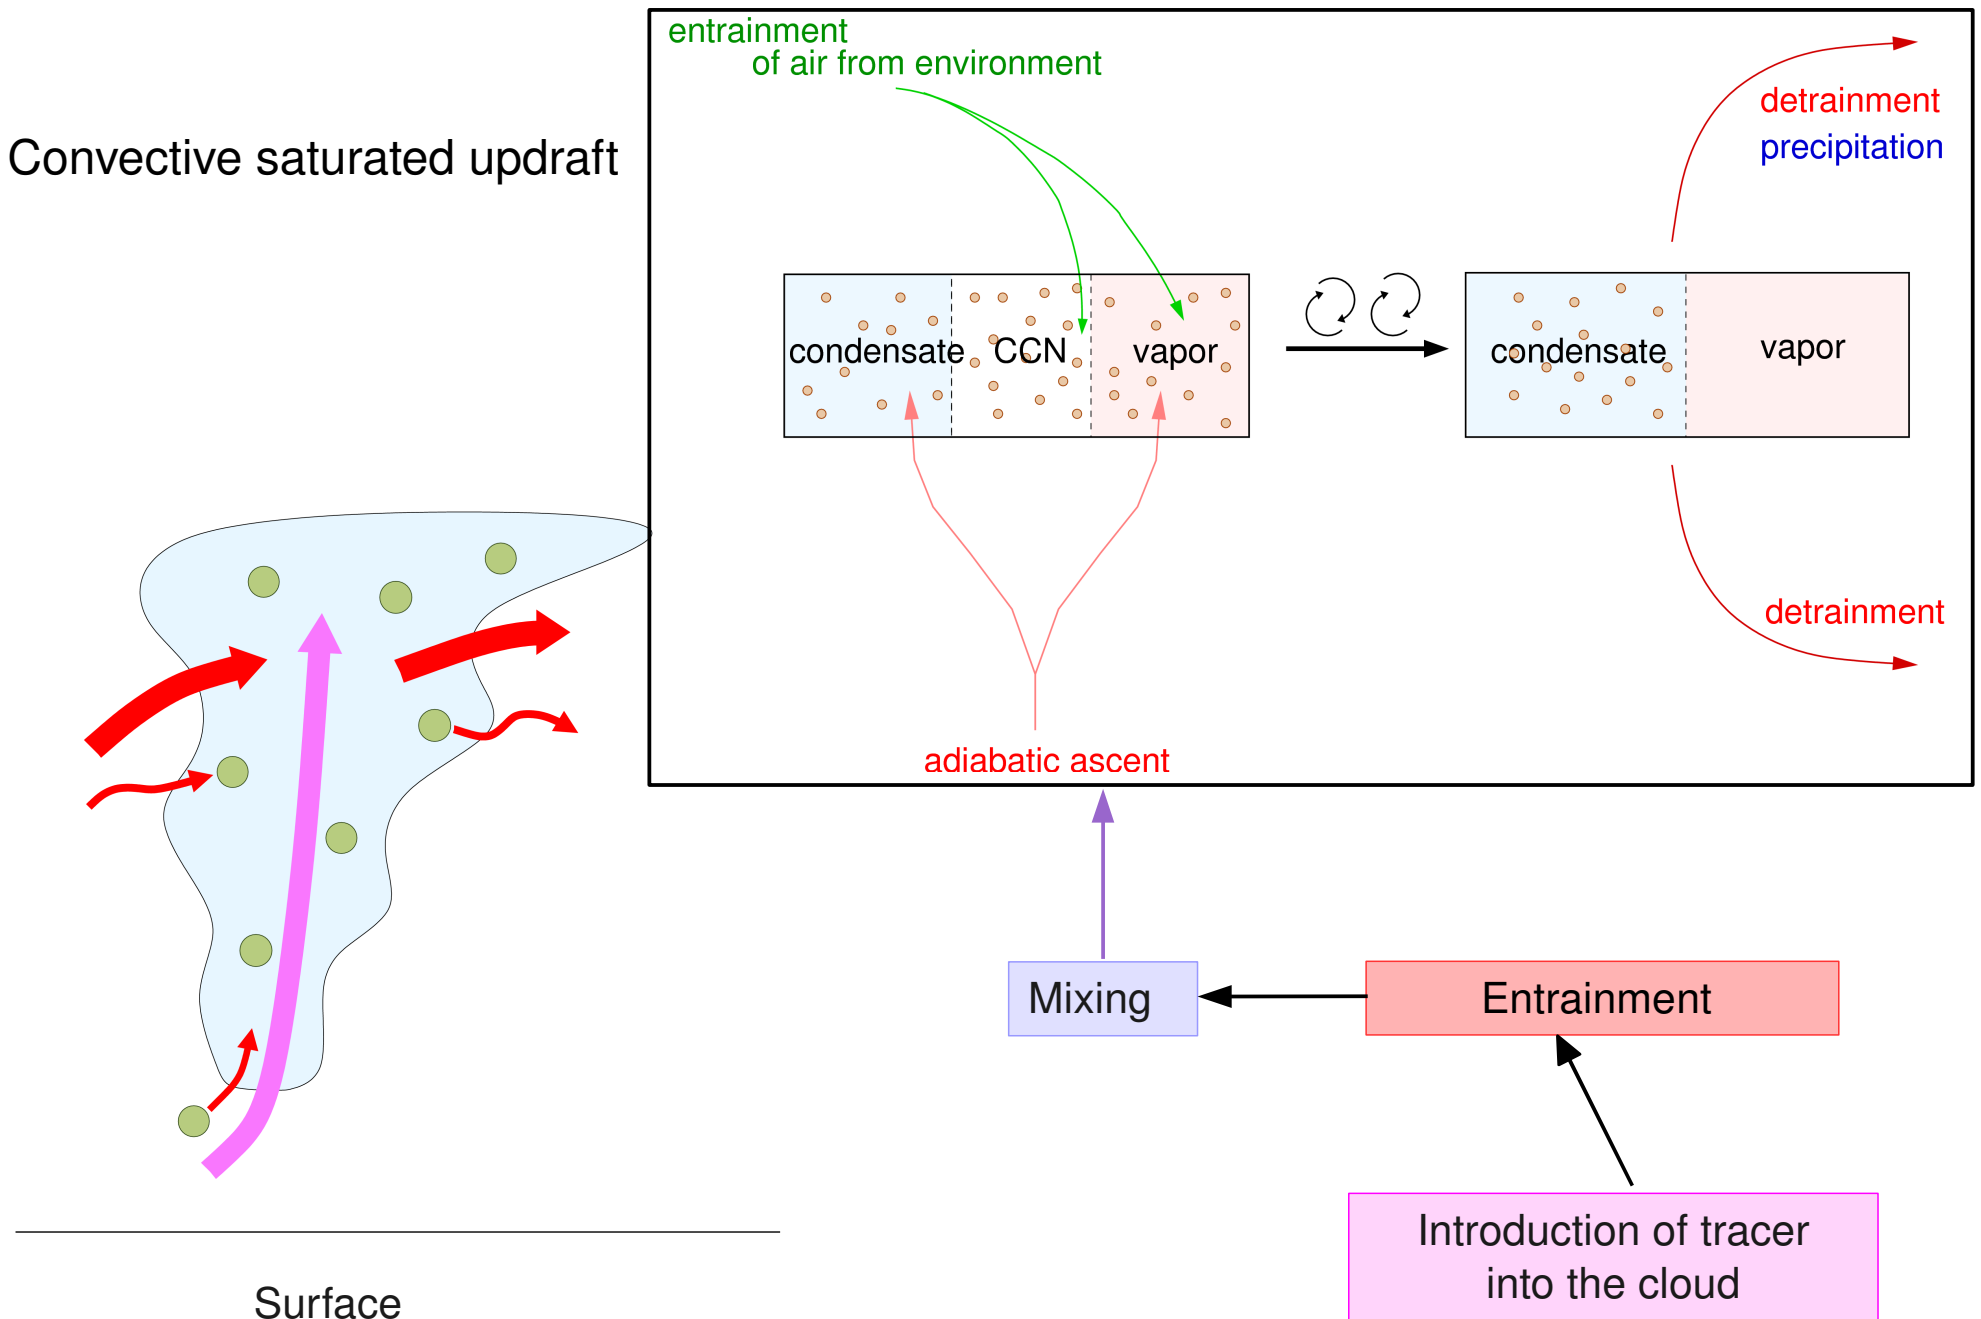 entrainment
of air from environment
detrainment
precipitation
Convective saturated updraft
condensate
CCN
vapor
condensate
vapor
detrainment
adiabatic ascent
Mixing
Entrainment
Introduction of tracer
into the cloud
Surface